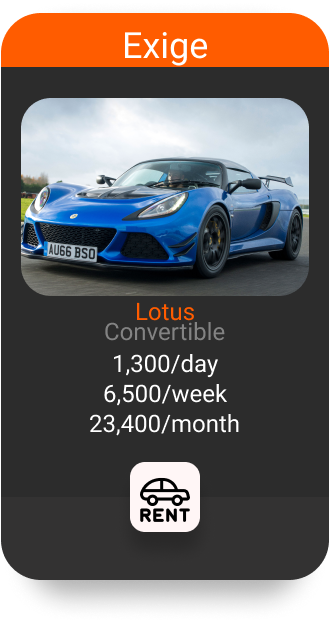 Exige
AU66 BSO
Lotus
Convertible
1,300/day
6,500/week
23,400/month
RENT